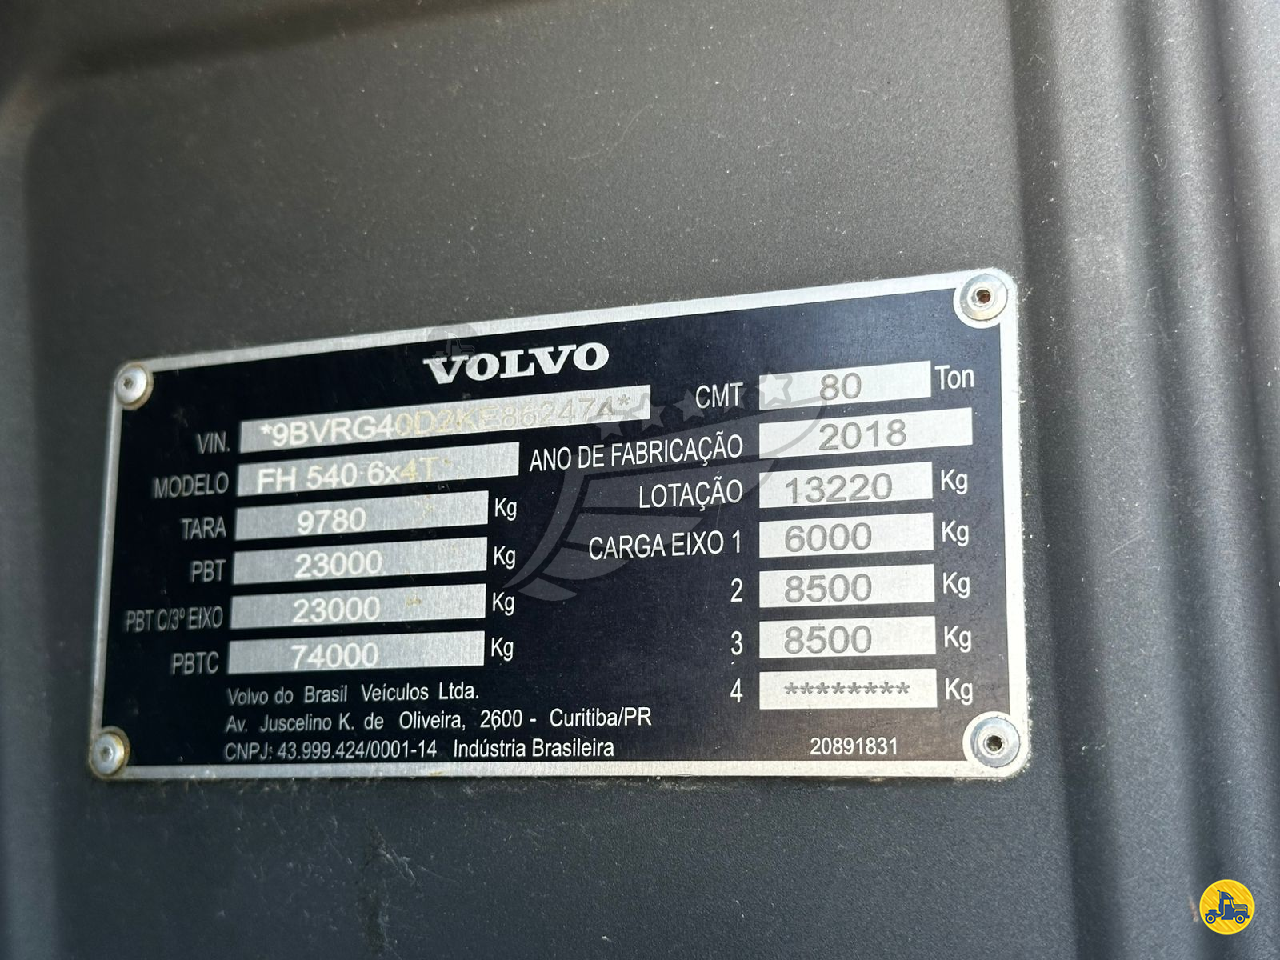 VOLVO
VIN. *9BVRG40D2KE862474*
MODELO FH 540 6x4T
TARA 9780 Kg
PBT 23000 Kg
PBT C/3º EIXO 23000 Kg
PBTC 74000 Kg
CMT 80 Ton
ANO DE FABRICAÇÃO 2018
LOTAÇÃO 13220 Kg
CARGA EIXO 1 6000 Kg
2 8500 Kg
3 8500 Kg
4 ******** Kg
Volvo do Brasil Veículos Ltda.
Av. Juscelino K. de Oliveira, 2600 - Curitiba/PR
CNPJ: 43.999.424/0001-14 Indústria Brasileira
20891831